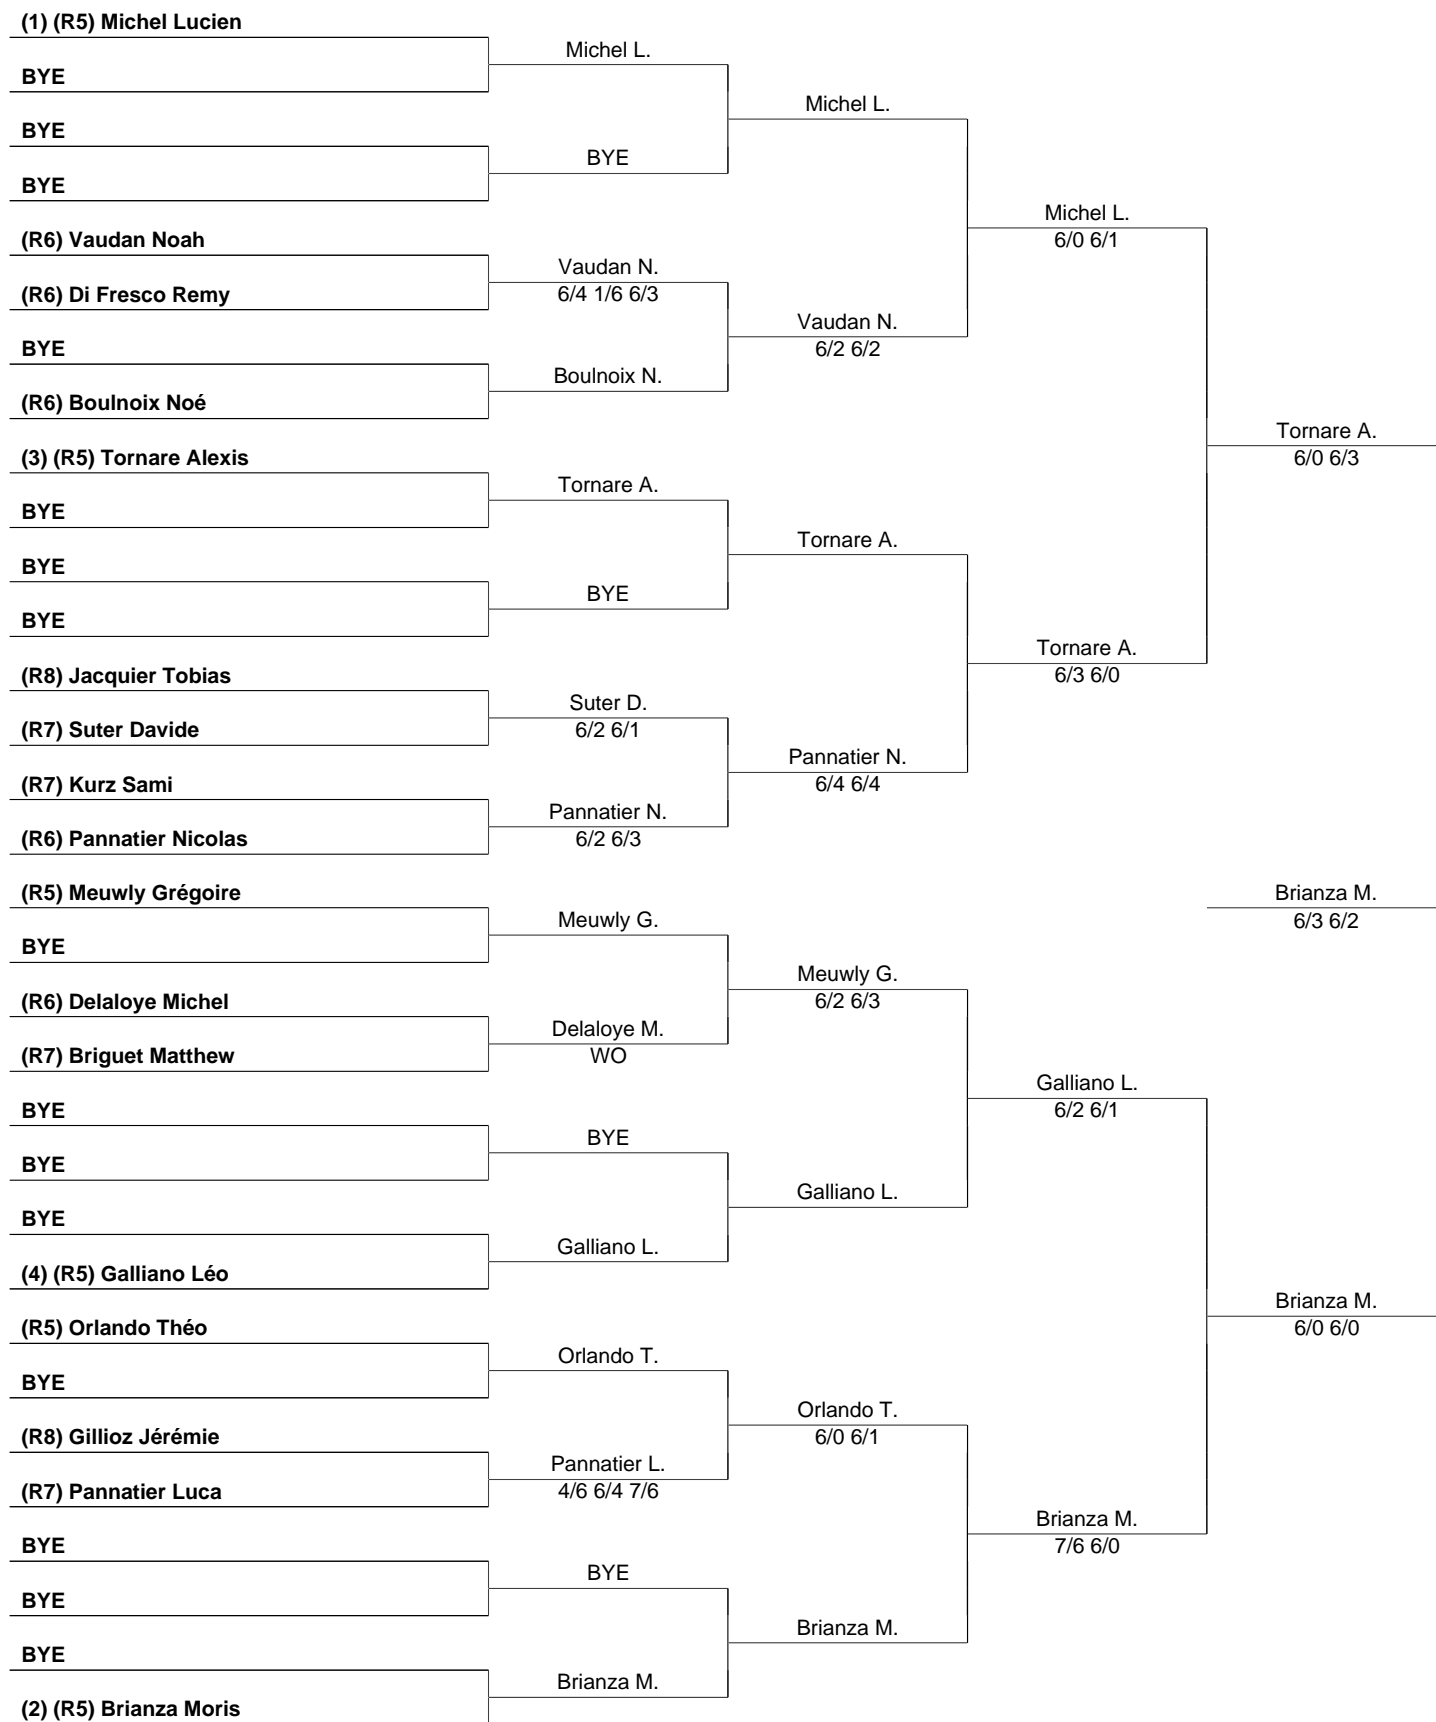 (1) (R5) Michel Lucien
Michel L.
BYE
Michel L.
BYE
BYE
BYE
Michel L.
(R6) Vaudan Noah
6/0 6/1
Vaudan N.
(R6) Di Fresco Remy
6/4 1/6 6/3
Vaudan N.
BYE
6/2 6/2
Boulnoix N.
(R6) Boulnoix Noé
Tornare A.
(3) (R5) Tornare Alexis
6/0 6/3
Tornare A.
BYE
Tornare A.
BYE
BYE
BYE
Tornare A.
(R8) Jacquier Tobias
6/3 6/0
Suter D.
(R7) Suter Davide
6/2 6/1
Pannatier N.
(R7) Kurz Sami
6/4 6/4
Pannatier N.
(R6) Pannatier Nicolas
6/2 6/3
(R5) Meuwly Grégoire
Brianza M.
Meuwly G.
6/3 6/2
BYE
Meuwly G.
(R6) Delaloye Michel
6/2 6/3
Delaloye M.
(R7) Briguet Matthew
WO
Galliano L.
BYE
6/2 6/1
BYE
BYE
Galliano L.
BYE
Galliano L.
(4) (R5) Galliano Léo
Brianza M.
(R5) Orlando Théo
6/0 6/0
Orlando T.
BYE
Orlando T.
(R8) Gillioz Jérémie
6/0 6/1
Pannatier L.
(R7) Pannatier Luca
4/6 6/4 7/6
Brianza M.
BYE
7/6 6/0
BYE
BYE
Brianza M.
BYE
Brianza M.
(2) (R5) Brianza Moris